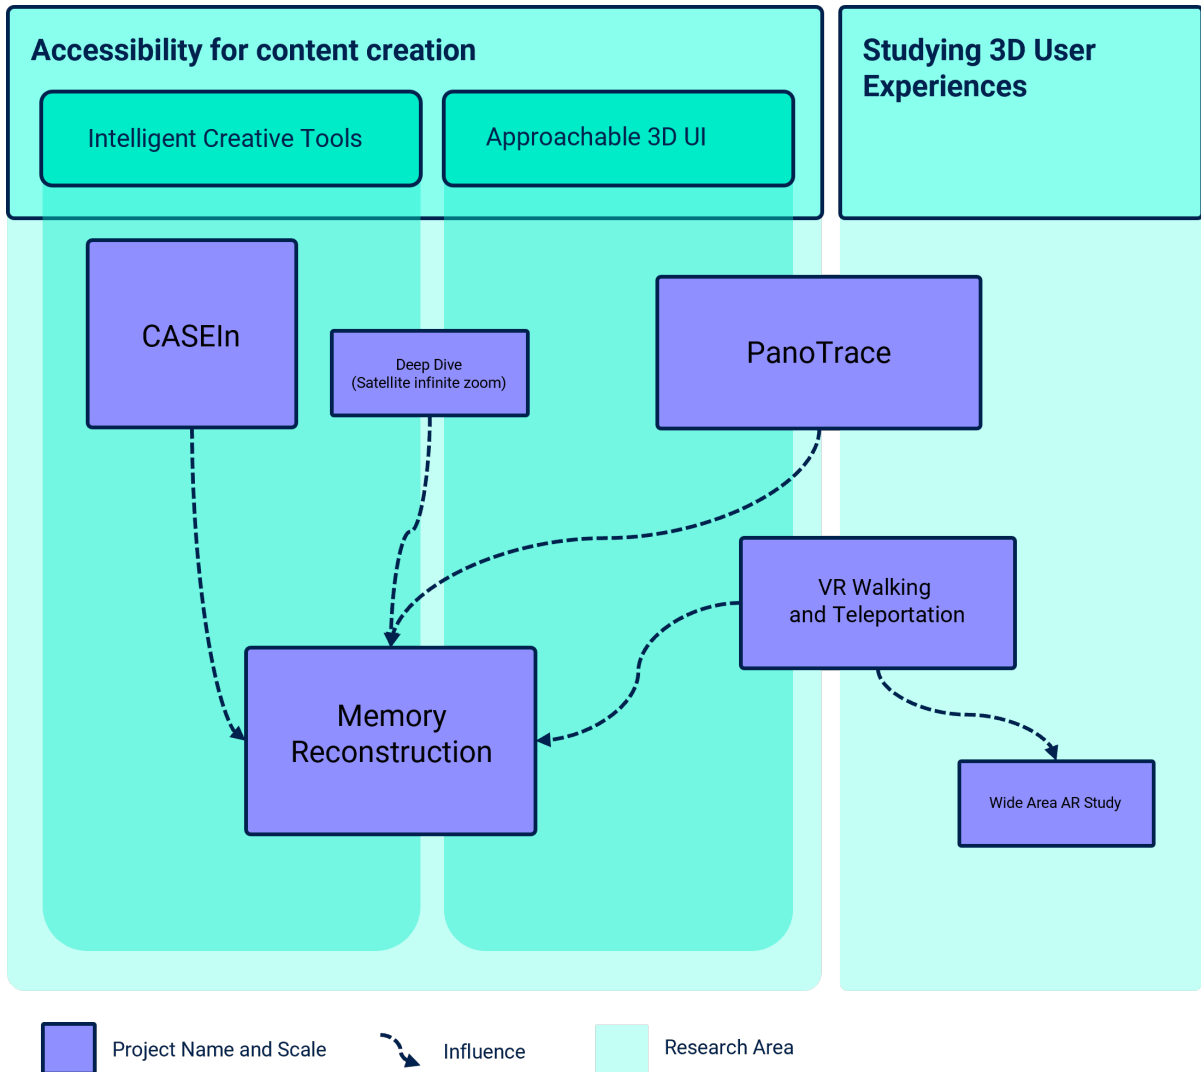 Accessibility for content creation
Studying 3D User
Experiences
Intelligent Creative Tools
Approachable 3D UI
CASEIn
Deep Dive
(Satellite infinite zoom)
PanoTrace
VR Walking
and Teleportation
Memory
Reconstruction
Wide Area AR Study
Project Name and Scale
Influence
Research Area